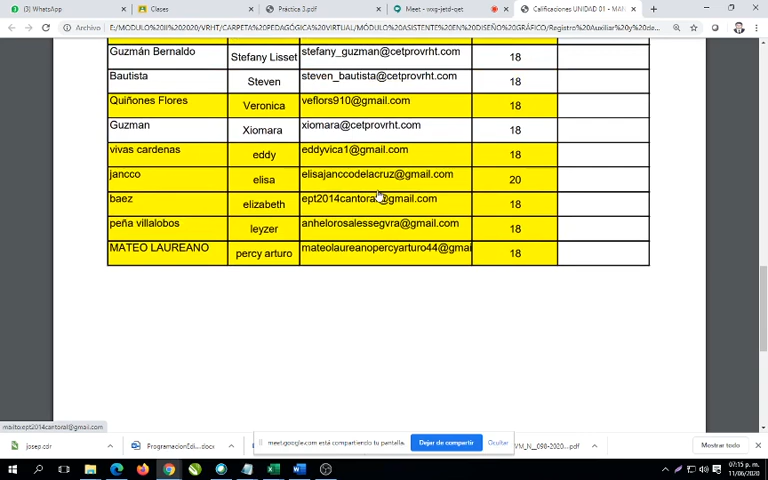 (3) WhatsApp
Clases
Práctica 3.pdf
Meet - wxg-jetd-qet
Calificaciones UNIDAD 01 - MAN
Archivo
E:/MODULO%20II%202020/VRHT/CARPETA%20PEDAGÓGICA%20VIRTUAL/MÓDULO%20ASISTENTE%20EN%20DISEÑO%20GRÁFICO/Registro%20Auxiliar%20y%20de...
Guzmán Bernaldo Stefany Lisset stefany_guzman@cetprovrht.com 18
Bautista Steven steven_bautista@cetprovrht.com 18
Quiñones Flores Veronica veflors910@gmail.com 18
Guzman Xiomara xiomara@cetprovrht.com 18
vivas cardenas eddy eddyvica1@gmail.com 18
jancco elisa elisajanccodelacruz@gmail.com 20
baez elizabeth ept2014cantoral@gmail.com 18
peña villalobos leyzer anhelorosalessegvra@gmail.com 18
MATEO LAUREANO percy arturo mateolaureanopercyarturo44@gmai 18
mailto:ept2014cantoral@gmail.com
josep.cdr
ProgramacionEdi....docx
meet.google.com está compartiendo tu pantalla.
Dejar de compartir
Ocultar
VM_N__098-2020....pdf
Mostrar todo
07:15 p. m.
11/06/2020